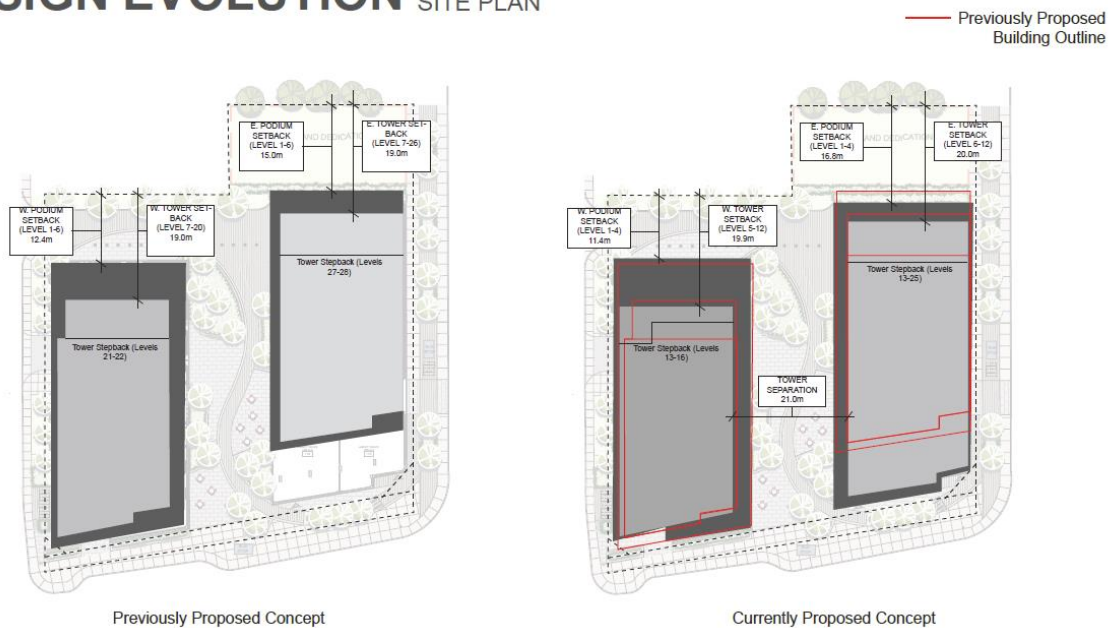 SIGN EVOLUTION SITE PLAN
Previously Proposed
Building Outline
E. PODIUM
SETBACK
(LEVEL 1-6)
15.0m
AND DEDICATION
E. TOWER SET-
BACK
(LEVEL 7-26)
19.0m
W. PODIUM
SETBACK
(LEVEL 1-6)
12.4m
W. TOWER SET-
BACK
(LEVEL 7-20)
19.0m
Tower Stepback (Levels
27-28)
Tower Stepback (Levels
21-22)
Previously Proposed Concept
E. PODIUM
SETBACK
(LEVEL 1-4)
16.8m
AND DEDICATION
E. TOWER
SETBACK
(LEVEL 6-12)
20.0m
W. PODIUM
SETBACK
(LEVEL 1-4)
11.4m
W. TOWER
SETBACK
(LEVEL 5-12)
19.9m
Tower Stepback (Levels
13-25)
Tower Stepback (Levels
13-16)
TOWER
SEPARATION
21.0m
Currently Proposed Concept